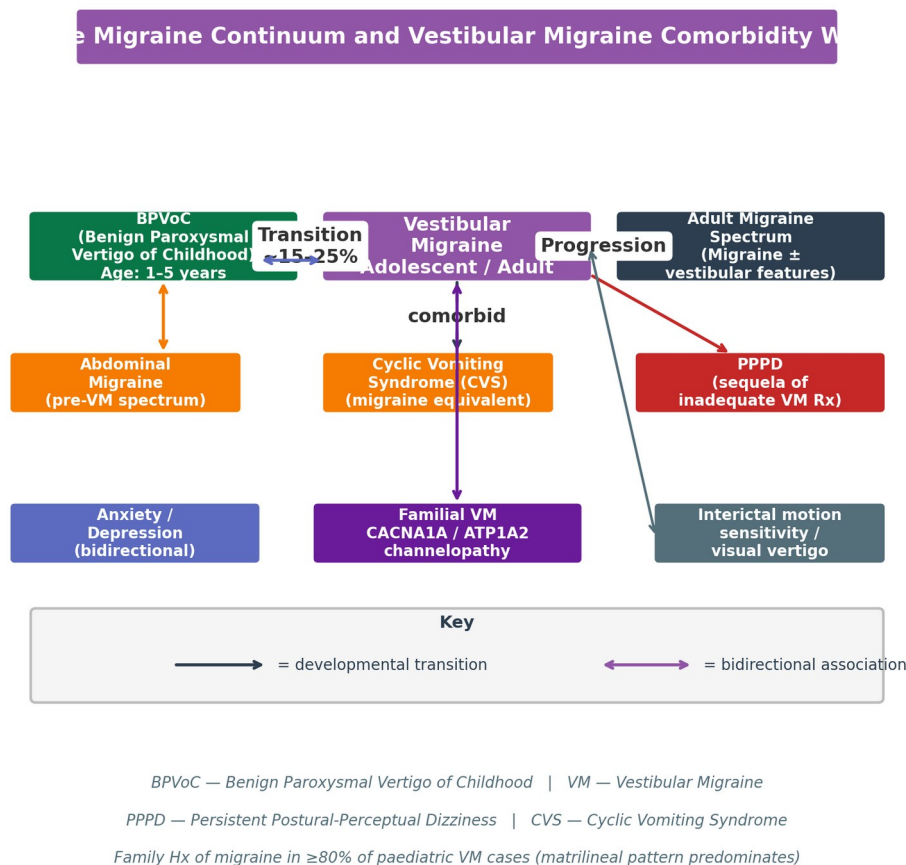 e Migraine Continuum and Vestibular Migraine Comorbidity W
BPVoC
(Benign Paroxysmal
Vertigo of Childhood)
Age: 1–5 years
Transition
~15–25%
Vestibular
Migraine
Adolescent / Adult
Progression
Adult Migraine
Spectrum
(Migraine ±
vestibular features)
comorbid
Abdominal
Migraine
(pre-VM spectrum)
Cyclic Vomiting
Syndrome (CVS)
(migraine equivalent)
PPPD
(sequela of
inadequate VM Rx)
Anxiety /
Depression
(bidirectional)
Familial VM
CACNA1A / ATP1A2
channelopathy
Interictal motion
sensitivity /
visual vertigo
Key
= developmental transition
= bidirectional association
BPVoC — Benign Paroxysmal Vertigo of Childhood | VM — Vestibular Migraine
PPPD — Persistent Postural-Perceptual Dizziness | CVS — Cyclic Vomiting Syndrome
Family Hx of migraine in ≥80% of paediatric VM cases (matrilineal pattern predominates)